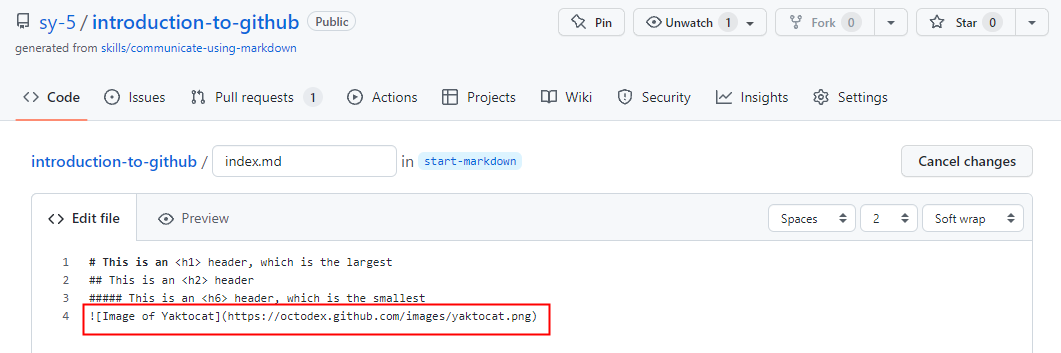 sy-5 / introduction-to-github Public
Pin
Unwatch 1
Fork 0
Star 0
generated from skills/communicate-using-markdown
Code
Issues
Pull requests 1
Actions
Projects
Wiki
Security
Insights
Settings
introduction-to-github / index.md in start-markdown
Cancel changes
Edit file
Preview
Spaces
2
Soft wrap
1 # This is an <h1> header, which is the largest
2 ## This is an <h2> header
3 ##### This is an <h6> header, which is the smallest
4 ![Image of Yaktocat](https://octodex.github.com/images/yaktocat.png)